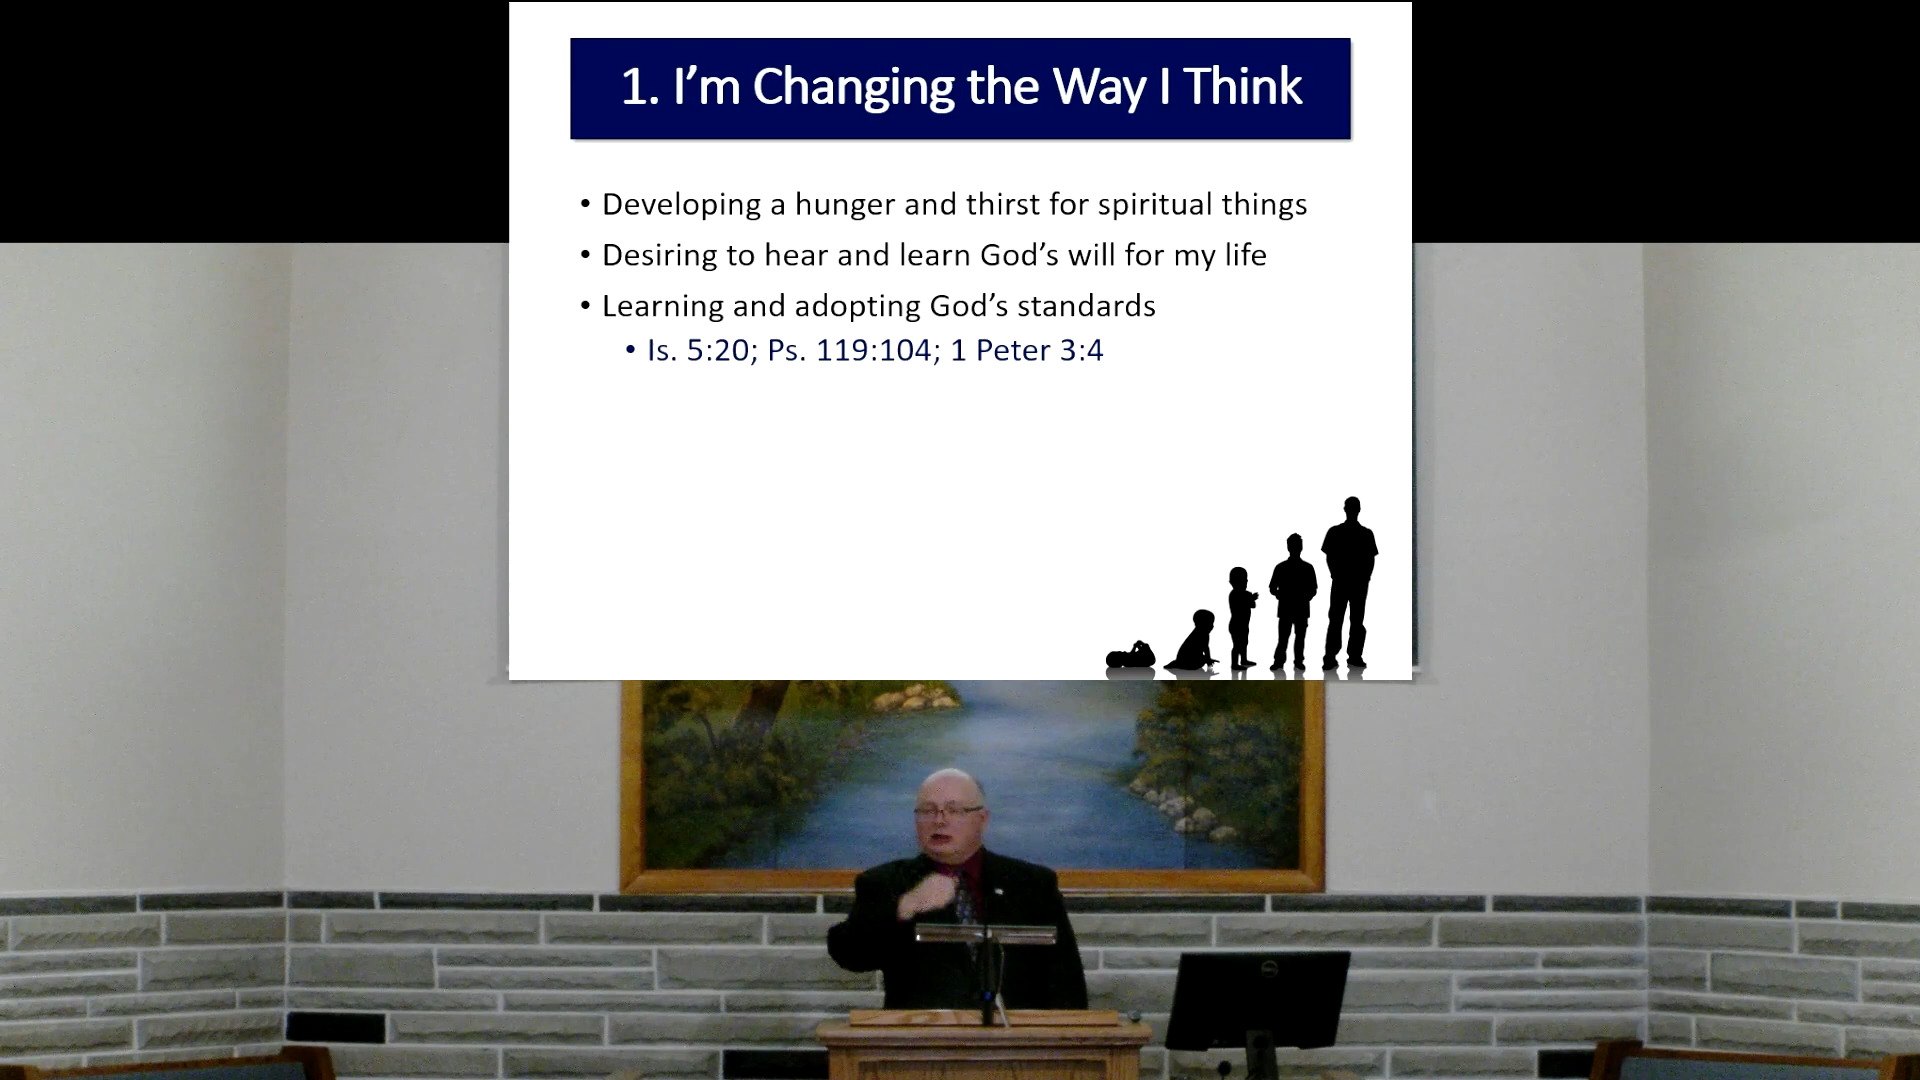 1. I’m Changing the Way I Think
• Developing a hunger and thirst for spiritual things
• Desiring to hear and learn God’s will for my life
• Learning and adopting God’s standards
• Is. 5:20; Ps. 119:104; 1 Peter 3:4
DELL